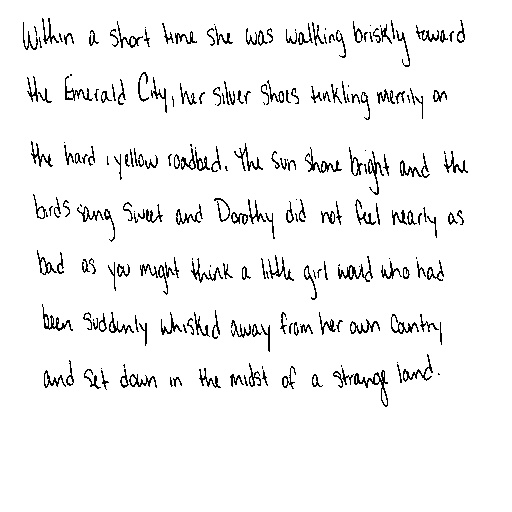 Within a short time she was walking briskly toward
the Emerald City, her Silver Shoes tinkling merrily on
the hard, yellow roadbed. The sun shone bright and the
birds sang sweet and Dorothy did not feel nearly as
bad as you might think a little girl would who had
been suddenly whisked away from her own country
and set down in the midst of a strange land.